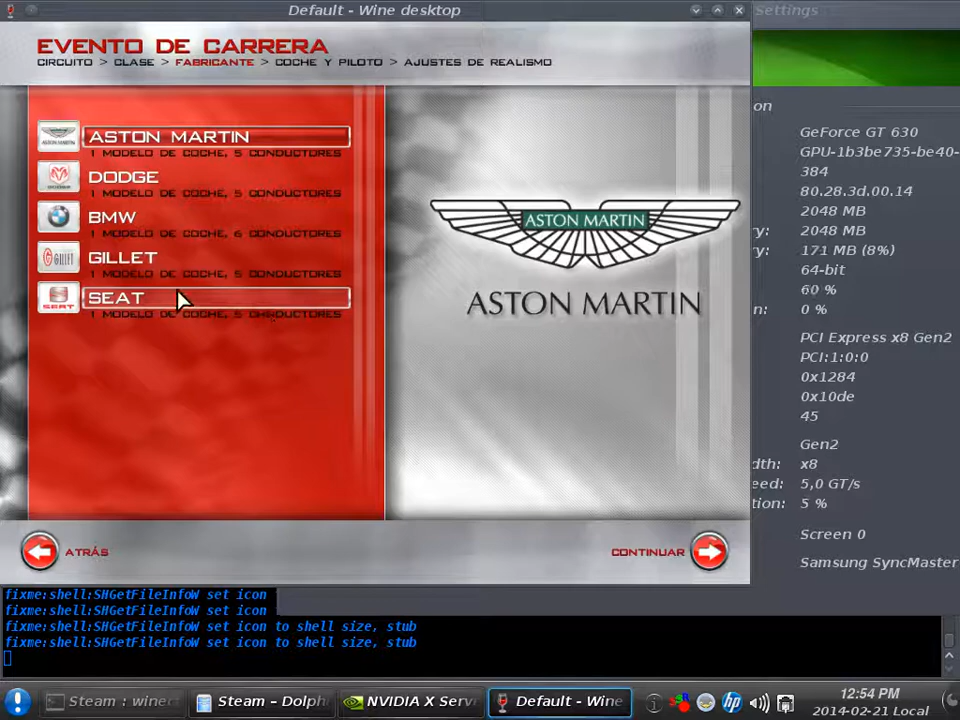 Default - Wine desktop
Settings
EVENTO DE CARRERA
CIRCUITO > CLASE > FABRICANTE > COCHE Y PILOTO > AJUSTES DE REALISMO
ASTON MARTIN
1 MODELO DE COCHE, 5 CONDUCTORES
DODGE
1 MODELO DE COCHE, 5 CONDUCTORES
BMW
1 MODELO DE COCHE, 6 CONDUCTORES
GILLET
1 MODELO DE COCHE, 5 CONDUCTORES
SEAT
1 MODELO DE COCHE, 5 CONDUCTORES
ASTON MARTIN
ASTON MARTIN
ATRÁS
CONTINUAR
on
GeForce GT 630
GPU-1b3be735-be40-
384
80.28.3d.00.14
2048 MB
ry: 2048 MB
ry: 171 MB (8%)
64-bit
60 %
n: 0 %
PCI Express x8 Gen2
PCI:1:0:0
0x1284
0x10de
45
Gen2
dth: x8
eed: 5,0 GT/s
tion: 5 %
Screen 0
Samsung SyncMaster
fixme:shell:SHGetFileInfoW set icon
fixme:shell:SHGetFileInfoW set icon
fixme:shell:SHGetFileInfoW set icon to shell size, stub
fixme:shell:SHGetFileInfoW set icon to shell size, stub
Steam : winec
Steam – Dolph
NVIDIA X Serv
Default - Wine
hp
12:54 PM
2014-02-21 Local